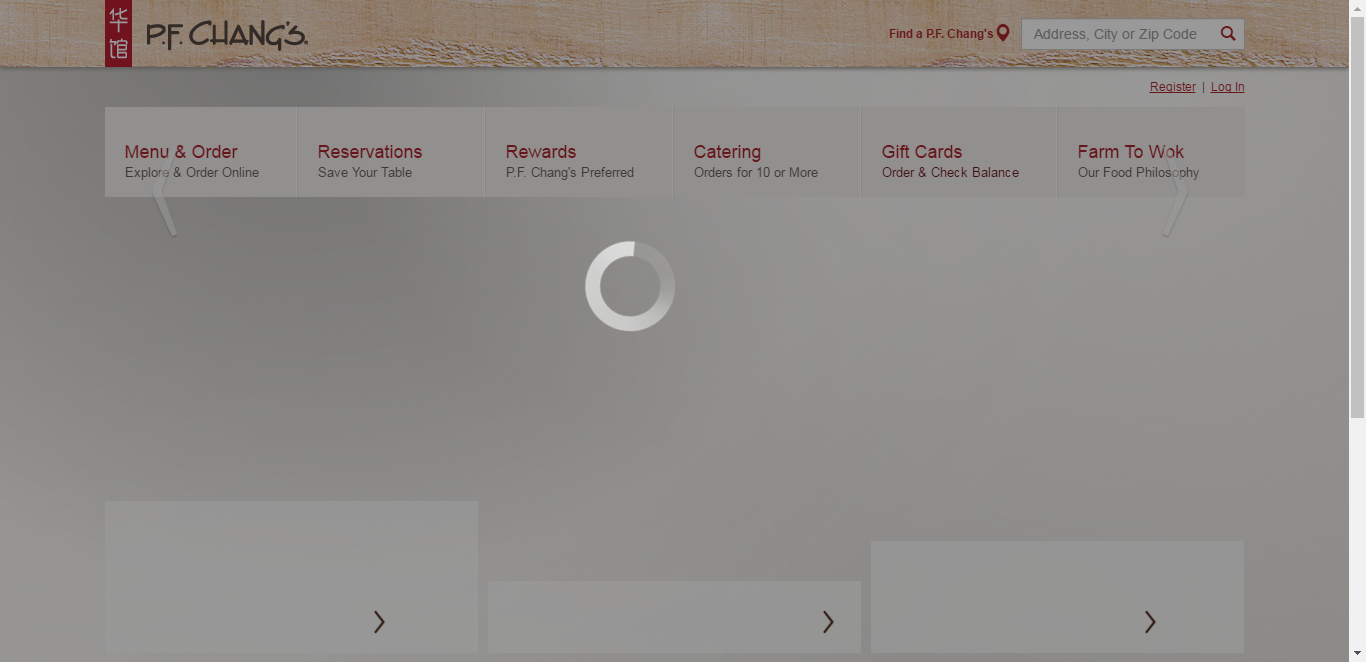 华
馆
P.F. CHANG'S.
Find a P.F. Chang's
Address, City or Zip Code
Register | Log In
Menu & Order
Explore & Order Online
Reservations
Save Your Table
Rewards
P.F. Chang's Preferred
Catering
Orders for 10 or More
Gift Cards
Order & Check Balance
Farm To Wok
Our Food Philosophy